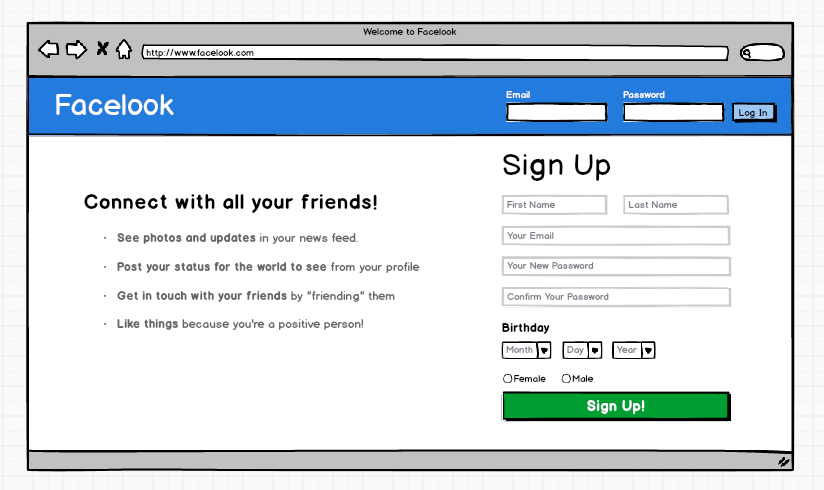 Welcome to Facelook
http://www.facelook.com
Facelook
Email
Password
Log In
Sign Up
Connect with all your friends!
· See photos and updates in your news feed.
· Post your status for the world to see from your profile
· Get in touch with your friends by "friending" them
· Like things because you're a positive person!
First Name
Last Name
Your Email
Your New Password
Confirm Your Password
Birthday
Month
Day
Year
Female
Male
Sign Up!